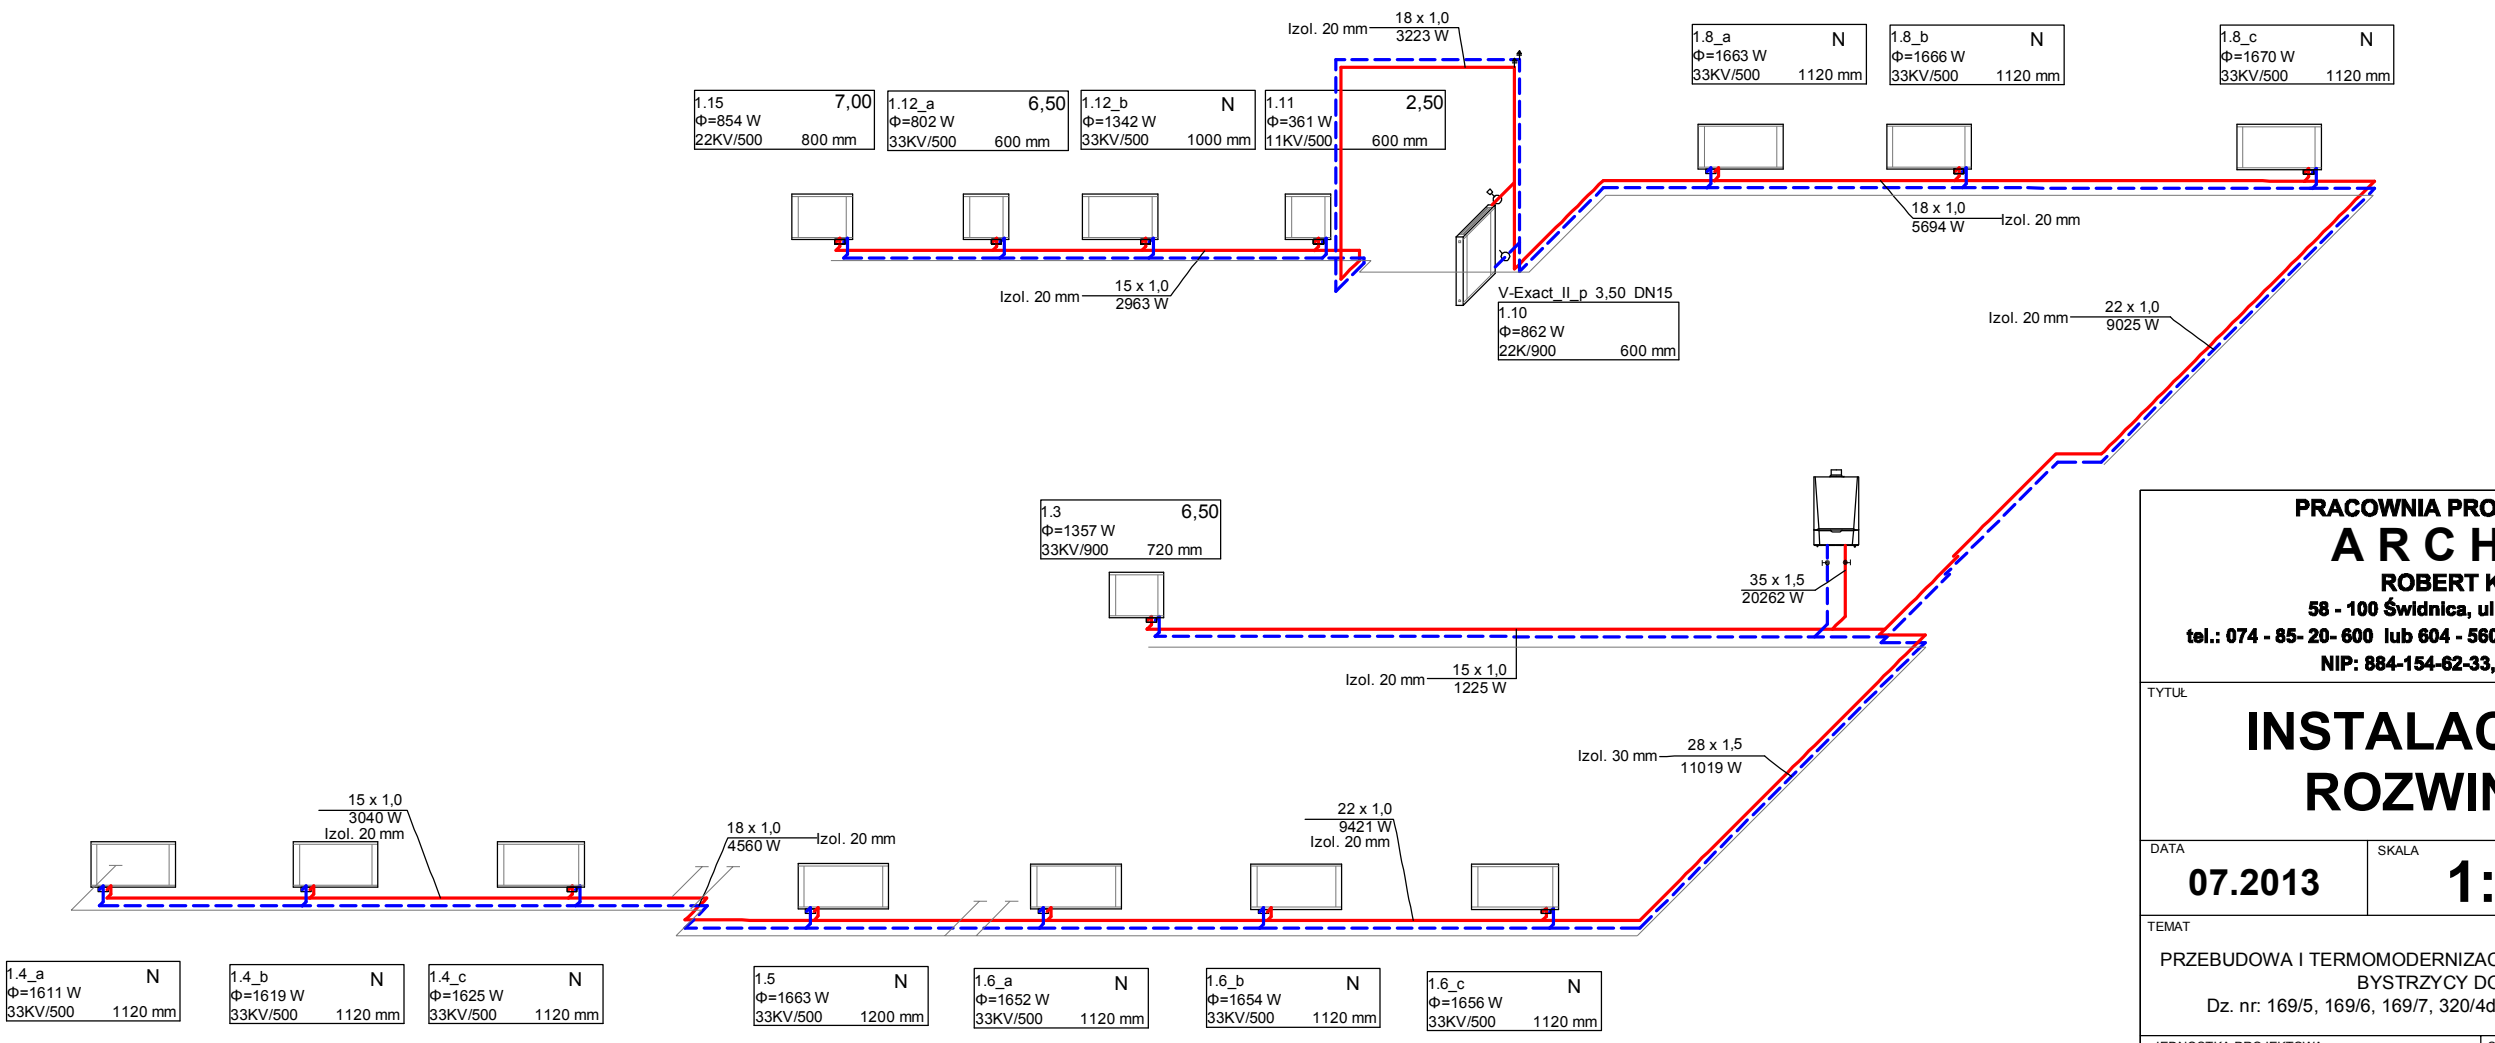 18 x 1,0
Izol. 20 mm
3223 W
1.8_a N
Φ=1663 W
33KV/500 1120 mm
1.8_b N
Φ=1666 W
33KV/500 1120 mm
1.8_c N
Φ=1670 W
33KV/500 1120 mm
1.15 7,00
Φ=854 W
22KV/500 800 mm
1.12_a 6,50
Φ=802 W
33KV/500 600 mm
1.12_b N
Φ=1342 W
33KV/500 1000 mm
1.11 2,50
Φ=361 W
11KV/500 600 mm
18 x 1,0
5694 W
Izol. 20 mm
15 x 1,0
Izol. 20 mm
2963 W
V-Exact_II_p 3,50 DN15
1.10
Φ=862 W
22K/900 600 mm
22 x 1,0
Izol. 20 mm
9025 W
1.3 6,50
Φ=1357 W
33KV/900 720 mm
35 x 1,5
20262 W
15 x 1,0
Izol. 20 mm
1225 W
28 x 1,5
Izol. 30 mm
11019 W
15 x 1,0
3040 W
Izol. 20 mm
18 x 1,0
4560 W
Izol. 20 mm
22 x 1,0
9421 W
Izol. 20 mm
1.4_a N
Φ=1611 W
33KV/500 1120 mm
1.4_b N
Φ=1619 W
33KV/500 1120 mm
1.4_c N
Φ=1625 W
33KV/500 1120 mm
1.5 N
Φ=1663 W
33KV/500 1200 mm
1.6_a N
Φ=1652 W
33KV/500 1120 mm
1.6_b N
Φ=1654 W
33KV/500 1120 mm
1.6_c N
Φ=1656 W
33KV/500 1120 mm
PRACOWNIA PRO
A R C H
ROBERT K
58 - 100 Świdnica, ul
tel.: 074 - 85- 20- 600 lub 604 - 560
NIP: 884-154-62-33,
TYTUŁ
INSTALAC
ROZWIN
DATA
07.2013
SKALA
1:
TEMAT
PRZEBUDOWA I TERMOMODERNIZAC
BYSTRZYCY DO
Dz. nr: 169/5, 169/6, 169/7, 320/4d